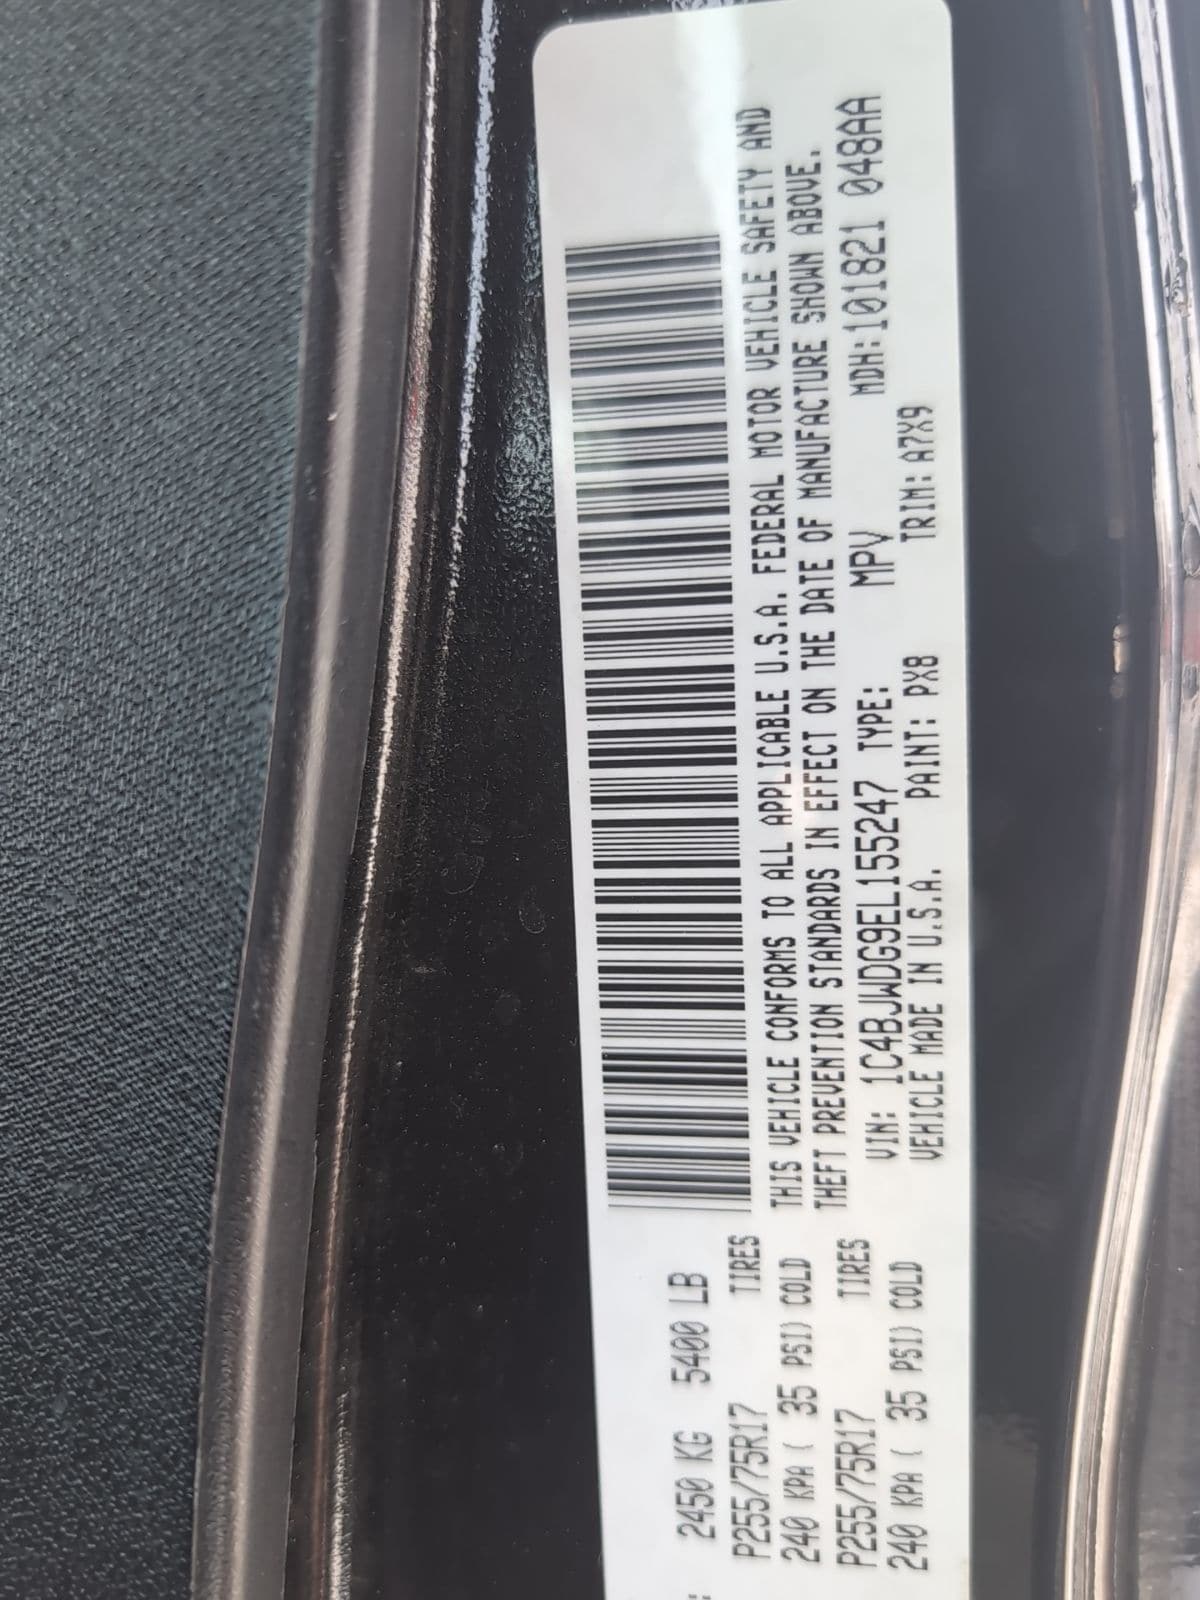 : 2450 KG 5400 LB
P255/75R17 TIRES
240 KPA ( 35 PSI) COLD
P255/75R17 TIRES
240 KPA ( 35 PSI) COLD
THIS VEHICLE CONFORMS TO ALL APPLICABLE U.S.A. FEDERAL MOTOR VEHICLE SAFETY AND
THEFT PREVENTION STANDARDS IN EFFECT ON THE DATE OF MANUFACTURE SHOWN ABOVE.
VIN: 1C4BJWDG9EL155247 TYPE: MPV MDH:101821 048AA
VEHICLE MADE IN U.S.A. PAINT: PX8 TRIM: A7X9